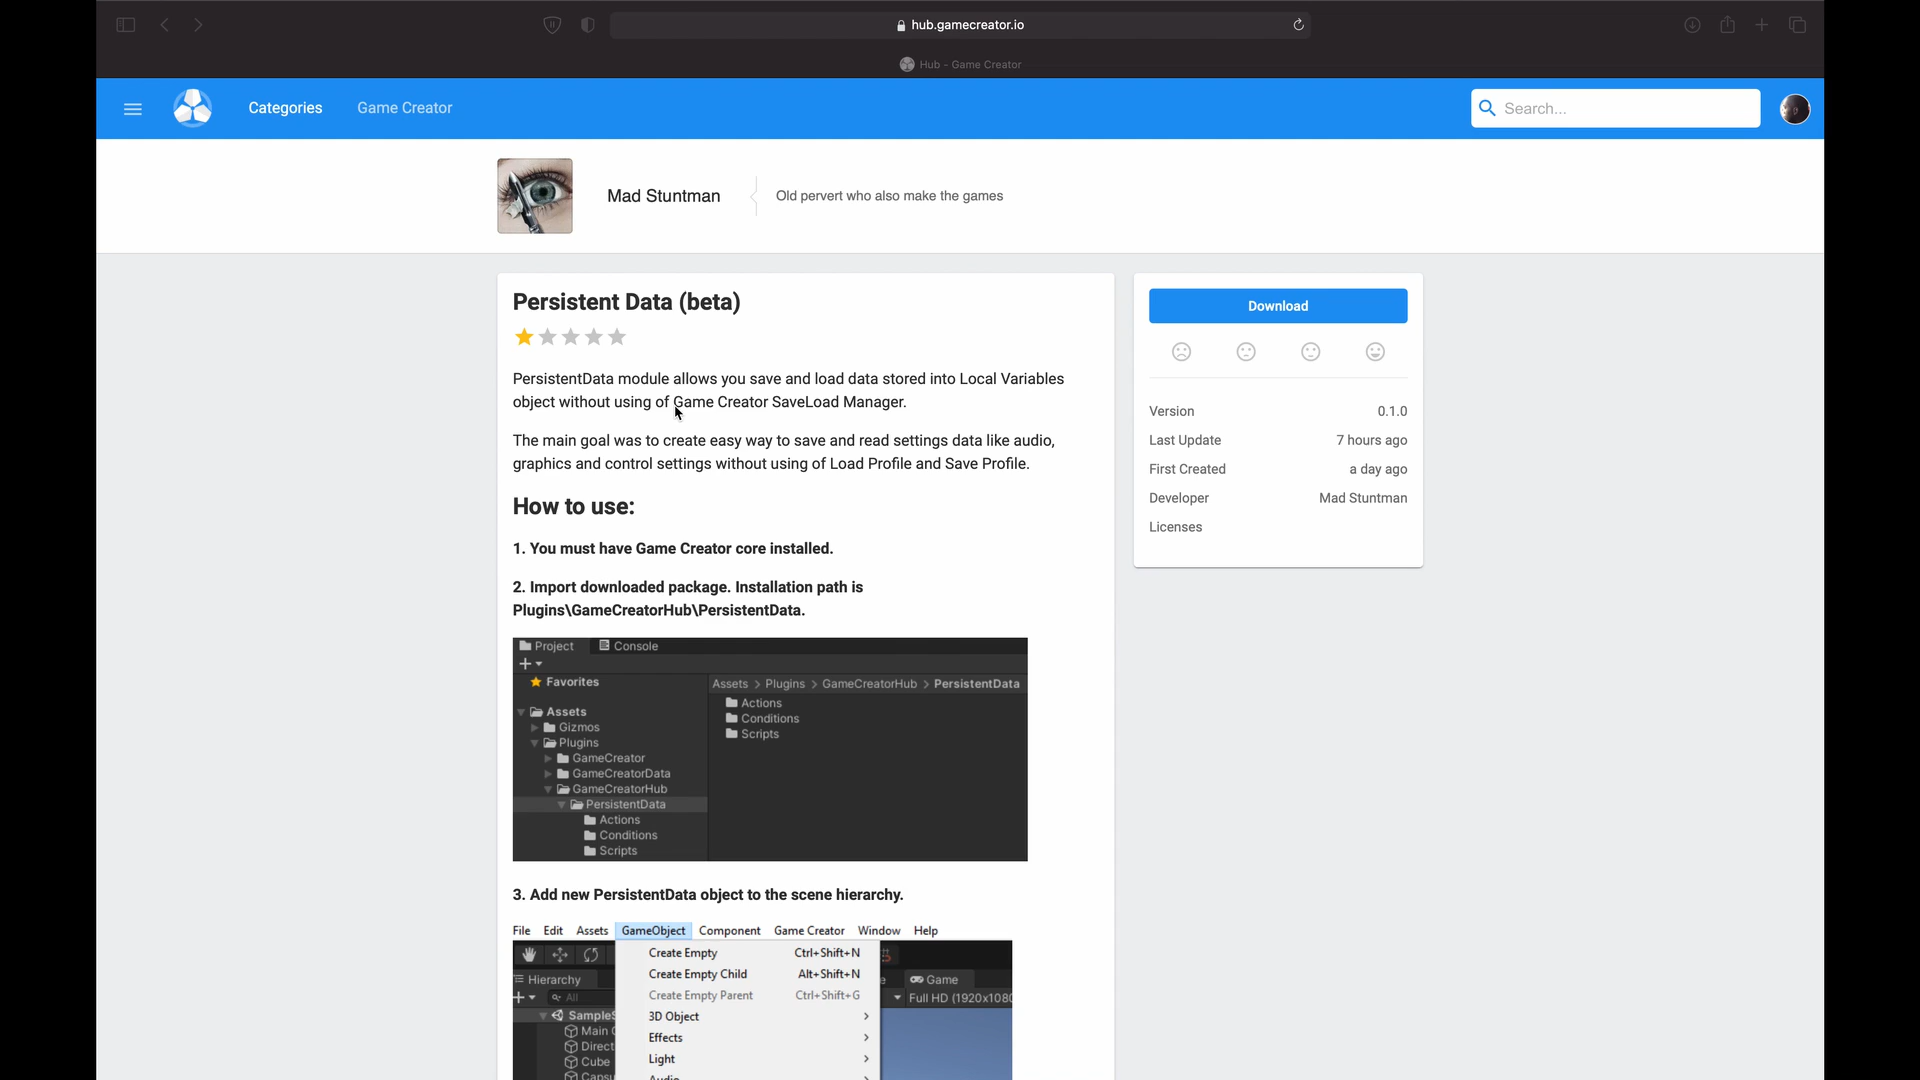 hub.gamecreator.io
Hub - Game Creator
Categories Game Creator Search...
Mad Stuntman Old pervert who also make the games
Persistent Data (beta)
PersistentData module allows you save and load data stored into Local Variables
object without using of Game Creator SaveLoad Manager.
The main goal was to create easy way to save and read settings data like audio,
graphics and control settings without using of Load Profile and Save Profile.
How to use:
1. You must have Game Creator core installed.
2. Import downloaded package. Installation path is
Plugins\GameCreatorHub\PersistentData.
Project Console
Favorites
Assets
Gizmos
Plugins
GameCreator
GameCreatorData
GameCreatorHub
PersistentData
Actions
Conditions
Scripts
Assets > Plugins > GameCreatorHub > PersistentData
Actions
Conditions
Scripts
3. Add new PersistentData object to the scene hierarchy.
File Edit Assets GameObject Component Game Creator Window Help
Hierarchy
All
Main
Cube
Create Empty Ctrl+Shift+N
Create Empty Child Alt+Shift+N
Create Empty Parent Ctrl+Shift+G
3D Object
Effects
Light
Game
Full HD (1920x1080
Download
Version 0.1.0
Last Update 7 hours ago
First Created a day ago
Developer Mad Stuntman
Licenses